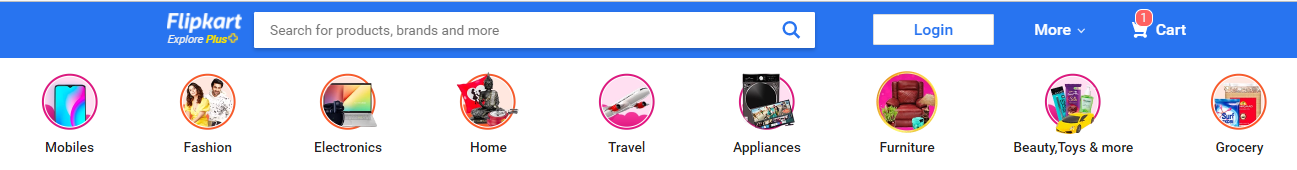 Flipkart
Explore Plus
Search for products, brands and more
Login
More
1
Cart
Mobiles
Fashion
Electronics
Home
Travel
Appliances
Furniture
Beauty,Toys & more
Grocery
Surf